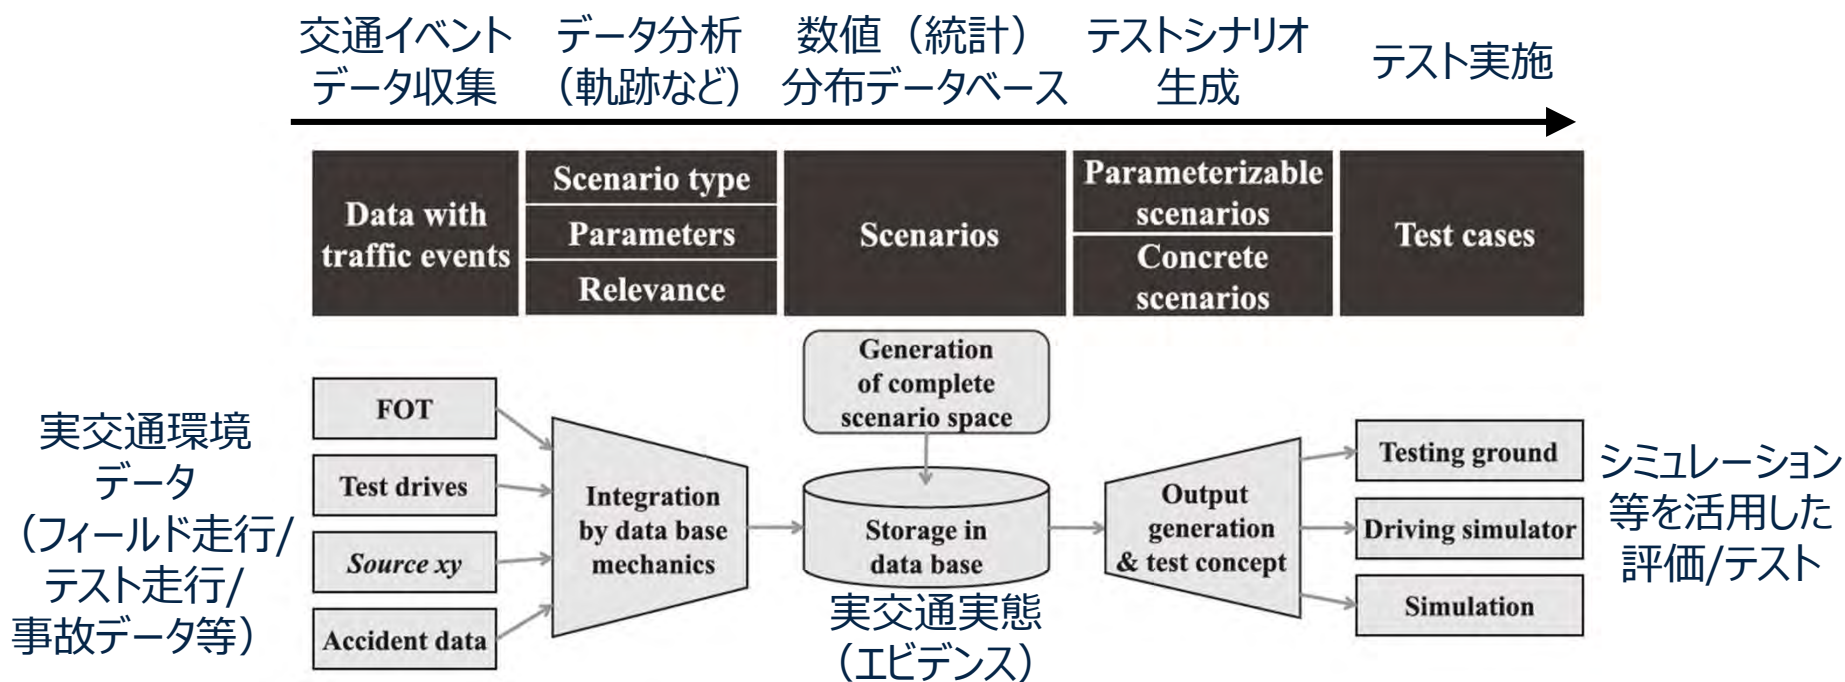 交通イベント
データ収集
データ分析
（軌跡など）
数値（統計）
分布データベース
テストシナリオ
生成
テスト実施
Data with
traffic events
Scenario type
Parameters
Relevance
Scenarios
Parameterizable
scenarios
Concrete
scenarios
Test cases
実交通環境
データ
（フィールド走行/
テスト走行/
事故データ等）
FOT
Test drives
Source xy
Accident data
Integration
by data base
mechanics
Generation
of complete
scenario space
Storage in
data base
実交通実態
（エビデンス）
Output
generation
& test concept
Testing ground
Driving simulator
Simulation
シミュレーション
等を活用した
評価/テスト